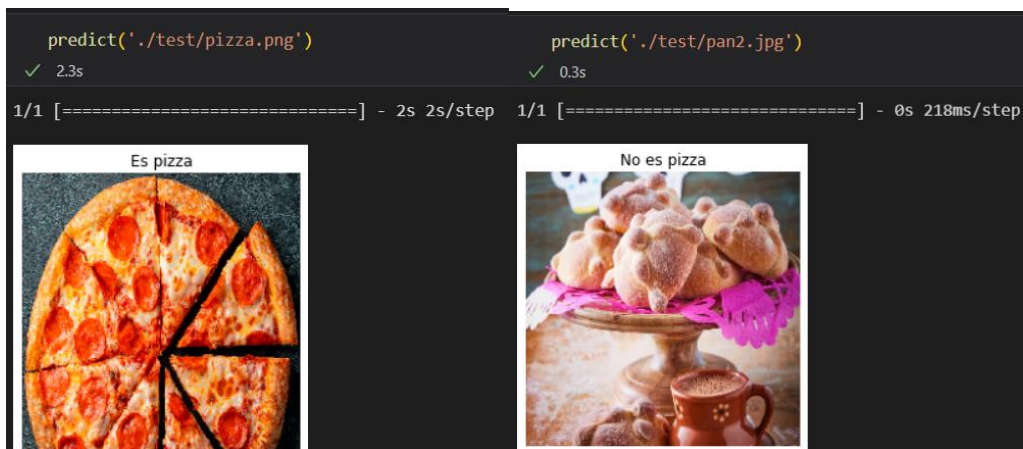 predict('./test/pizza.png')
✓ 2.3s
1/1 [==============================] - 2s 2s/step
Es pizza
predict('./test/pan2.jpg')
✓ 0.3s
1/1 [==============================] - 0s 218ms/step
No es pizza